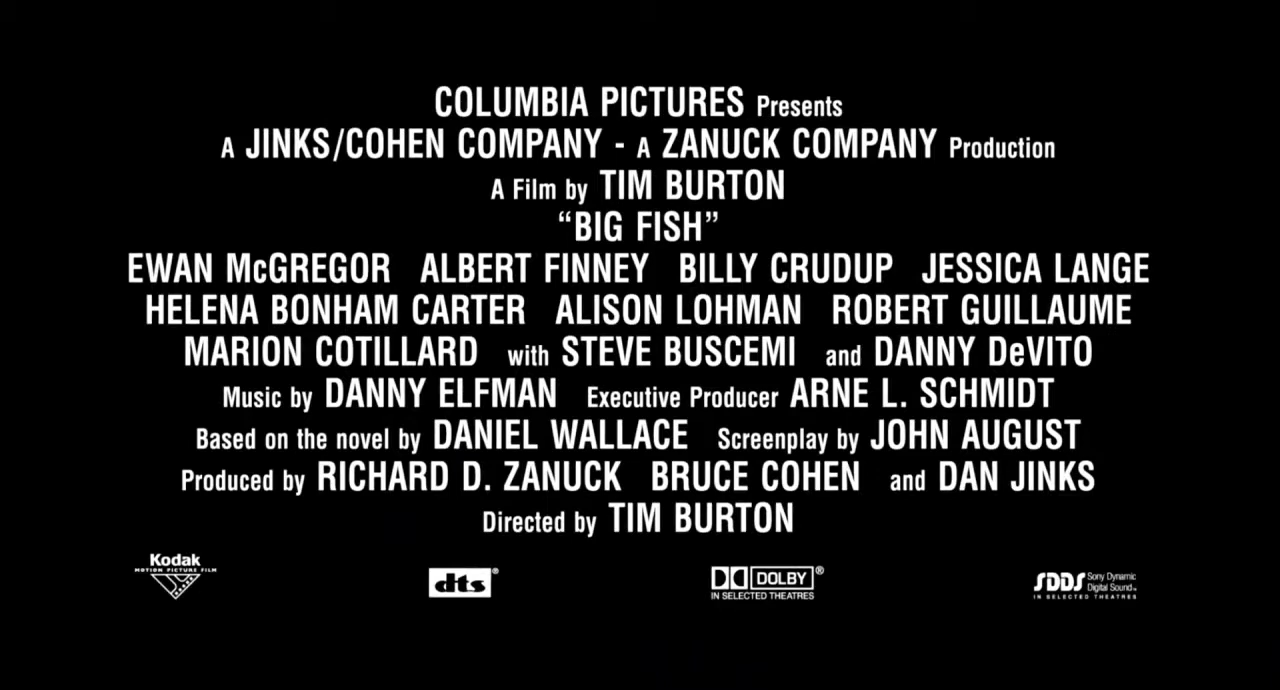 COLUMBIA PICTURES Presents
A JINKS/COHEN COMPANY - A ZANUCK COMPANY Production
A Film by TIM BURTON
“BIG FISH”
EWAN McGREGOR ALBERT FINNEY BILLY CRUDUP JESSICA LANGE
HELENA BONHAM CARTER ALISON LOHMAN ROBERT GUILLAUME
MARION COTILLARD with STEVE BUSCEMI and DANNY DeVITO
Music by DANNY ELFMAN Executive Producer ARNE L. SCHMIDT
Based on the novel by DANIEL WALLACE Screenplay by JOHN AUGUST
Produced by RICHARD D. ZANUCK BRUCE COHEN and DAN JINKS
Directed by TIM BURTON
Kodak
MOTION PICTURE FILM
dts®
DOLBY®
IN SELECTED THEATRES
SDDS Sony Dynamic
Digital Sound™
IN SELECTED THEATRES